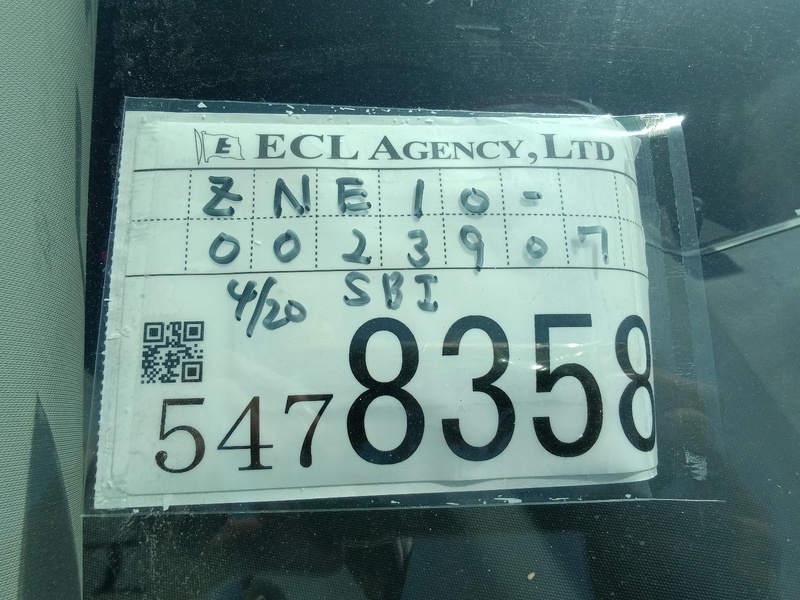 E ECL AGENCY, LTD
ZNE10-
0023907
4/20 SBI
5478358